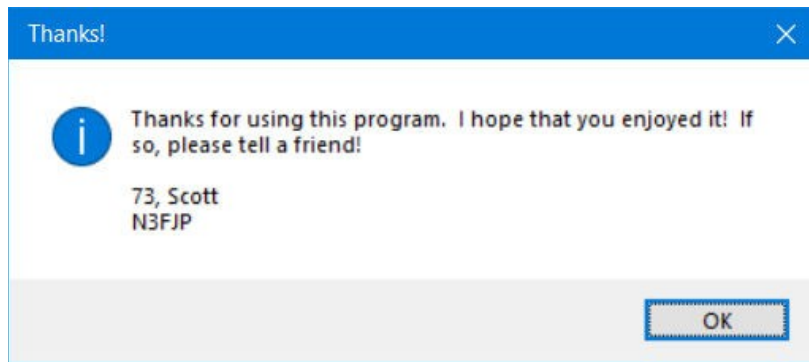 Thanks!
Thanks for using this program.  I hope that you enjoyed it!  If
so, please tell a friend!
73, Scott
N3FJP
OK